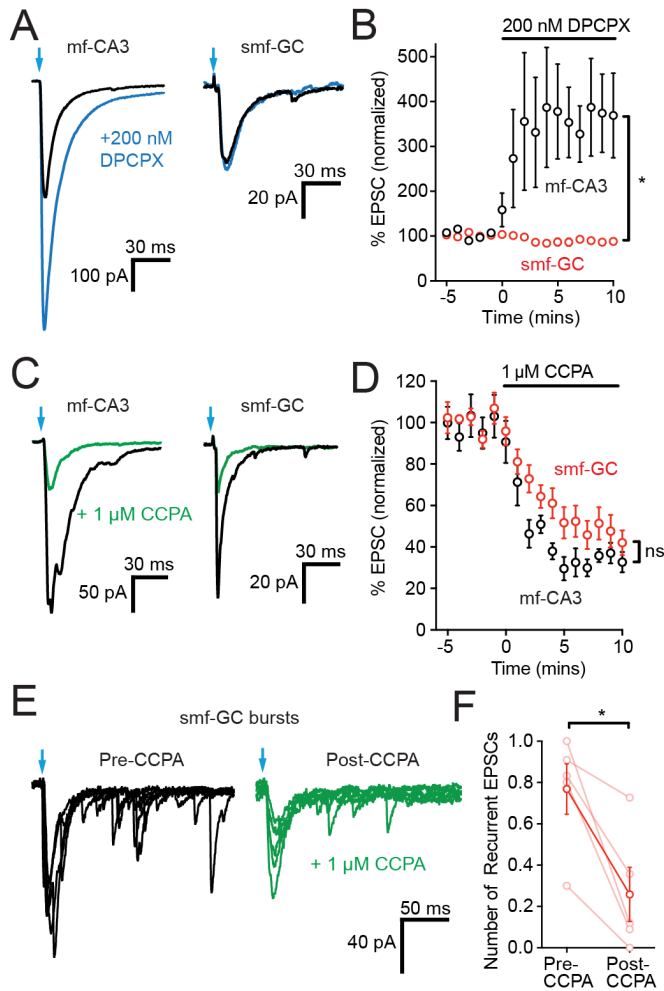 A
mf-CA3
smf-GC
+200 nM
DPCPX
30 ms
20 pA
30 ms
100 pA
B
200 nM DPCPX
% EPSC (normalized)
500
400
300
200
100
0
mf-CA3
*
smf-GC
-5
0
5
10
Time (mins)
C
mf-CA3
smf-GC
+ 1 µM CCPA
30 ms
50 pA
30 ms
20 pA
D
1 µM CCPA
% EPSC (normalized)
120
100
80
60
40
20
0
smf-GC
ns
mf-CA3
-5
0
5
10
Time (mins)
E
smf-GC bursts
Pre-CCPA
Post-CCPA
+ 1 µM CCPA
50 ms
40 pA
F
*
Number of Recurrent EPSCs
1.0
0.8
0.6
0.4
0.2
0.0
Pre-
CCPA
Post-
CCPA